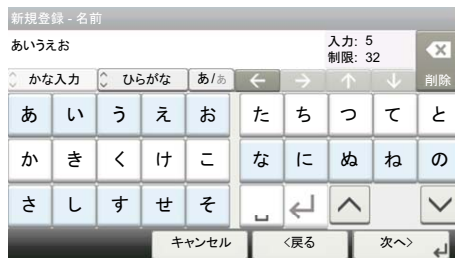 新規登録 - 名前
あいうえお
入力: 5
制限: 32
かな入力 ひらがな あ/あ ← → ↑ ↓ 削除
あ い う え お た ち つ て と
か き く け こ な に ぬ ね の
さ し す せ そ
キャンセル <戻る 次へ>